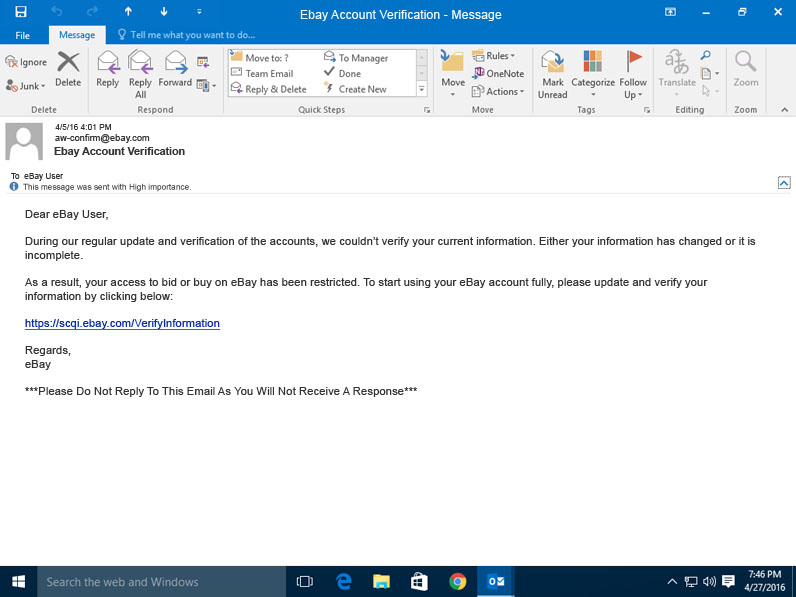 Ebay Account Verification - Message
File Message Tell me what you want to do...
Ignore
Junk
Delete
Reply
Reply All
Forward
Move to: ?
Team Email
Reply & Delete
To Manager
Done
Create New
Move
Rules
OneNote
Actions
Mark Unread
Categorize
Follow Up
Translate
Zoom
Delete Respond Quick Steps Move Tags Editing Zoom
4/5/16 4:01 PM
aw-confirm@ebay.com
Ebay Account Verification
To eBay User
This message was sent with High importance.
Dear eBay User,
During our regular update and verification of the accounts, we couldn't verify your current information. Either your information has changed or it is
incomplete.
As a result, your access to bid or buy on eBay has been restricted. To start using your eBay account fully, please update and verify your
information by clicking below:
https://scqi.ebay.com/VerifyInformation
Regards,
eBay
***Please Do Not Reply To This Email As You Will Not Receive A Response***
Search the web and Windows
7:46 PM
4/27/2016